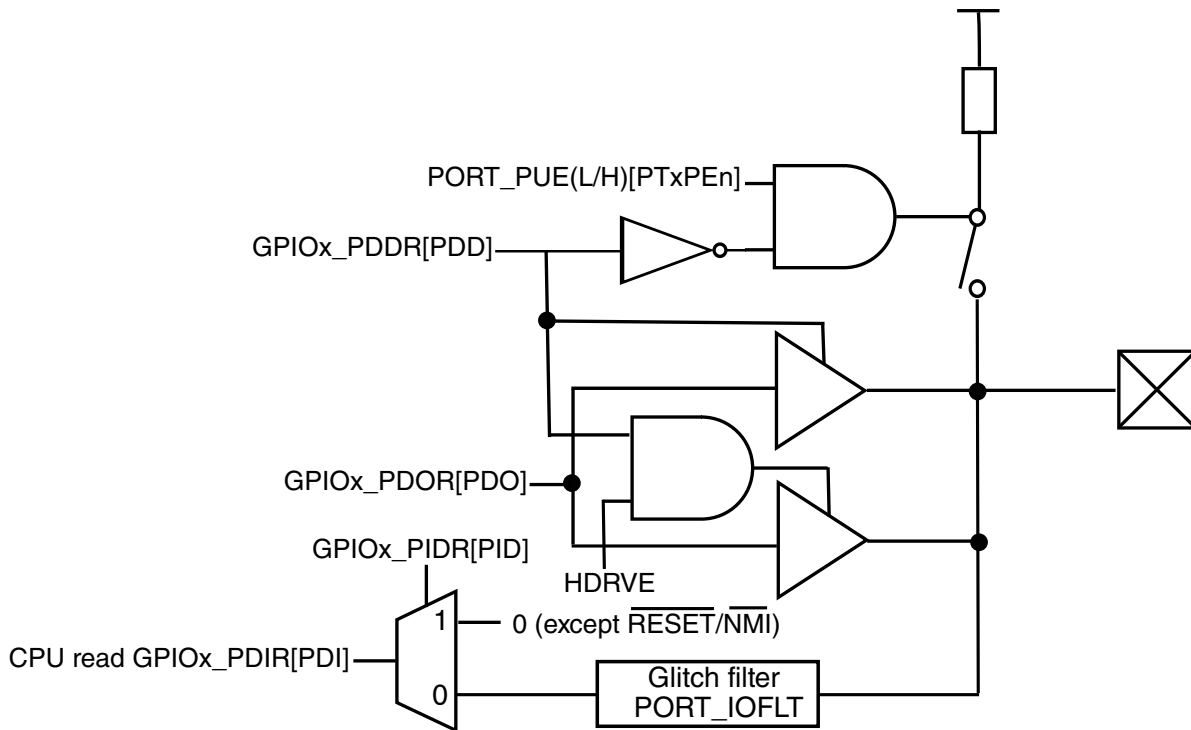 PORT_PUE(L/H)[PTxPEn]
GPIOx_PDDR[PDD]
GPIOx_PDOR[PDO]
GPIOx_PIDR[PID]
HDRVE
1
0 (except RESET/NMI)
CPU read GPIOx_PDIR[PDI]
0
Glitch filter
PORT_IOFLT